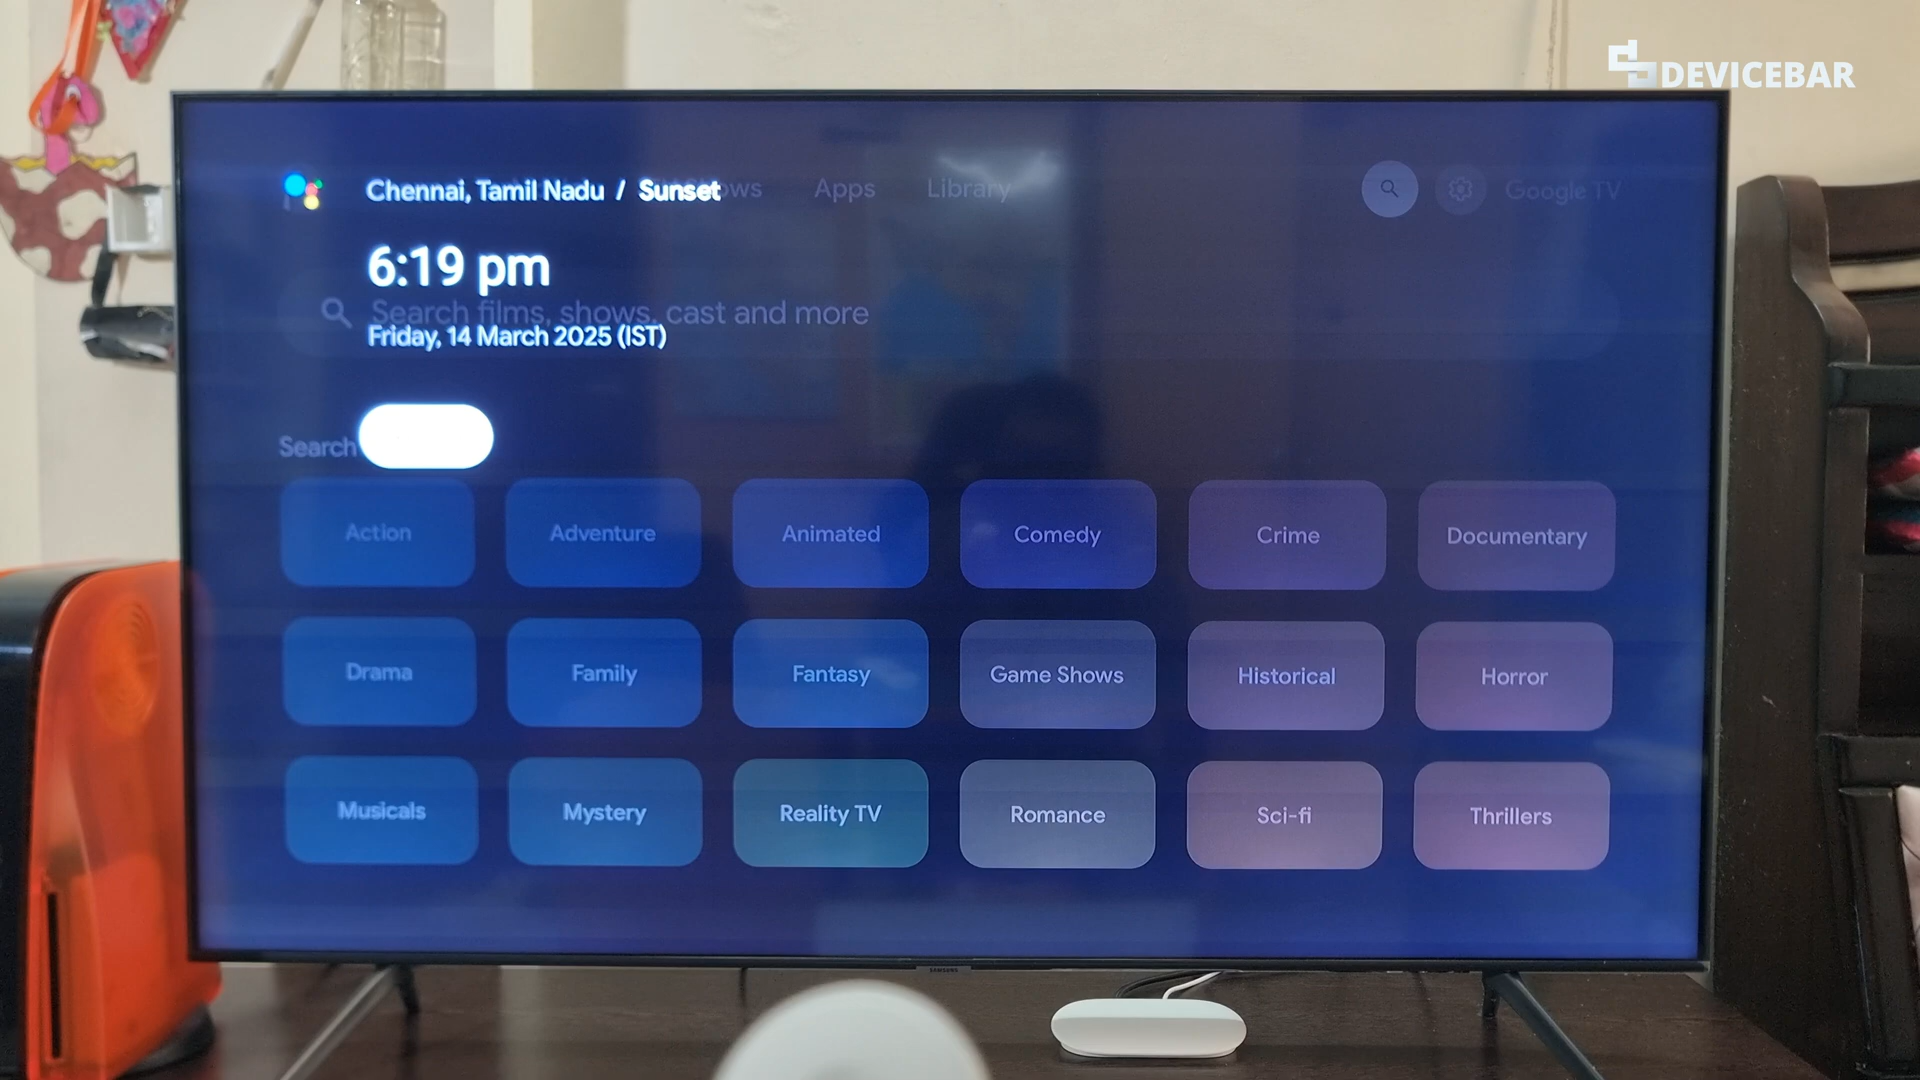 DEVICEBAR
Chennai, Tamil Nadu / Sunset
Apps
Library
Google TV
6:19 pm
Search films, shows, cast and more
Friday, 14 March 2025 (IST)
Search
Action
Adventure
Animated
Comedy
Crime
Documentary
Drama
Family
Fantasy
Game Shows
Historical
Horror
Musicals
Mystery
Reality TV
Romance
Sci-fi
Thrillers
SAMSUNG